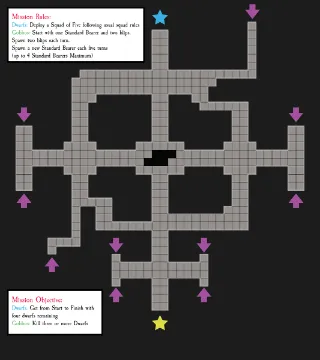 Mission Rules:
Dwarfs: Deploy a Squad of Five following usual squad rules
Goblins: Start with one Standard Bearer and two blips.
Spawn two blips each turn.
Spawn a new Standard Bearer each five turns
(up to 4 Standard Bearers Maximum)
Mission Objective:
Dwarfs: Get from Start to Finish with
four dwarfs remaining
Goblins: Kill three or more Dwarfs